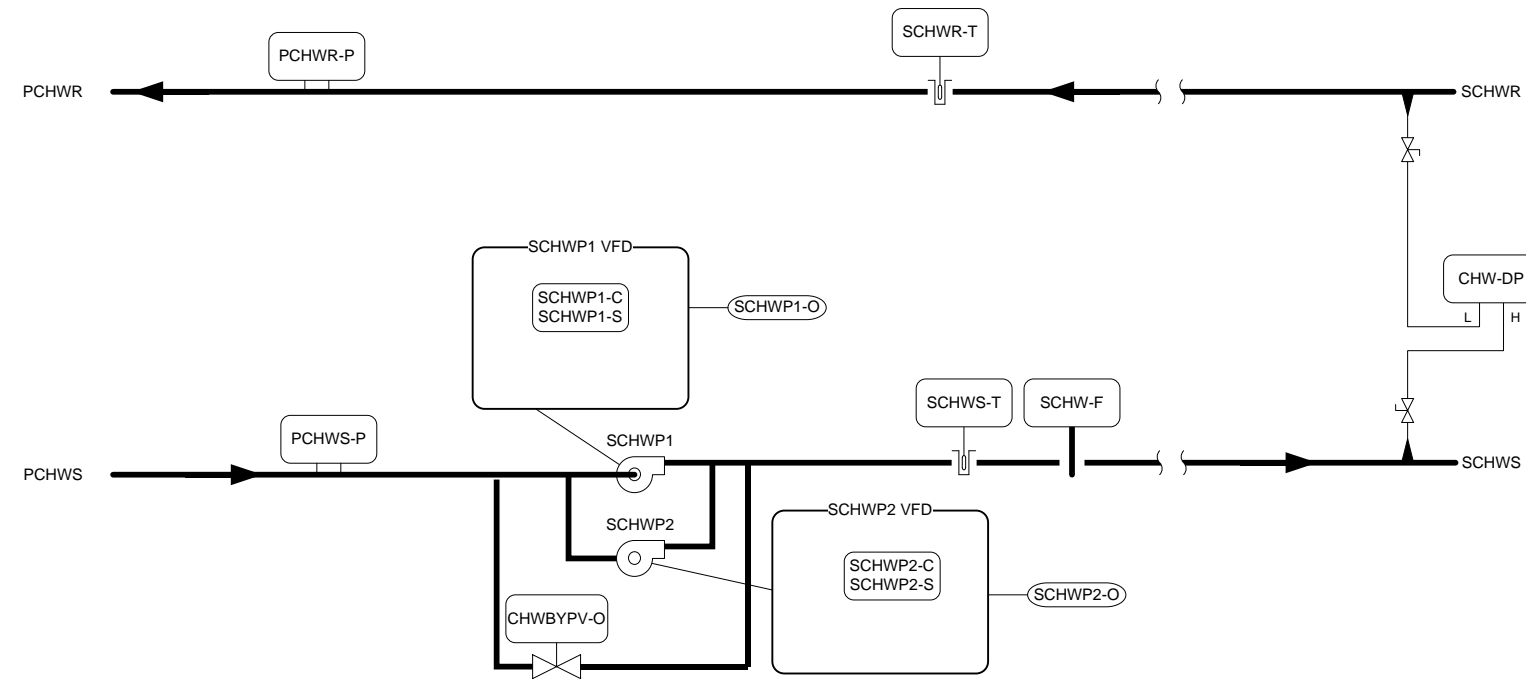 SCHWR-T
PCHWR-P
PCHWR
SCHWR
SCHWP1 VFD
SCHWP1-C
SCHWP1-S
SCHWP1-O
CHW-DP
L
H
SCHWS-T
SCHW-F
PCHWS-P
SCHWP1
PCHWS
SCHWS
SCHWP2
SCHWP2 VFD
SCHWP2-C
SCHWP2-S
SCHWP2-O
CHWBYPV-O